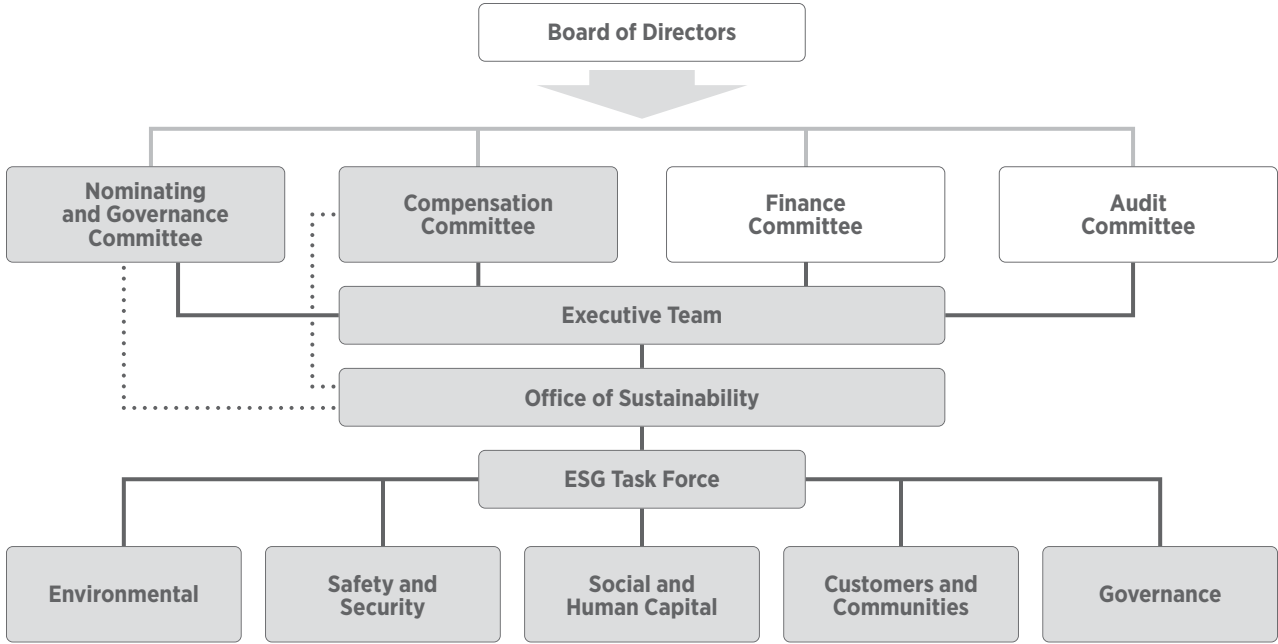 Board of Directors
Nominating
and Governance
Committee
Compensation
Committee
Finance
Committee
Audit
Committee
Executive Team
Office of Sustainability
ESG Task Force
Environmental
Safety and
Security
Social and
Human Capital
Customers and
Communities
Governance